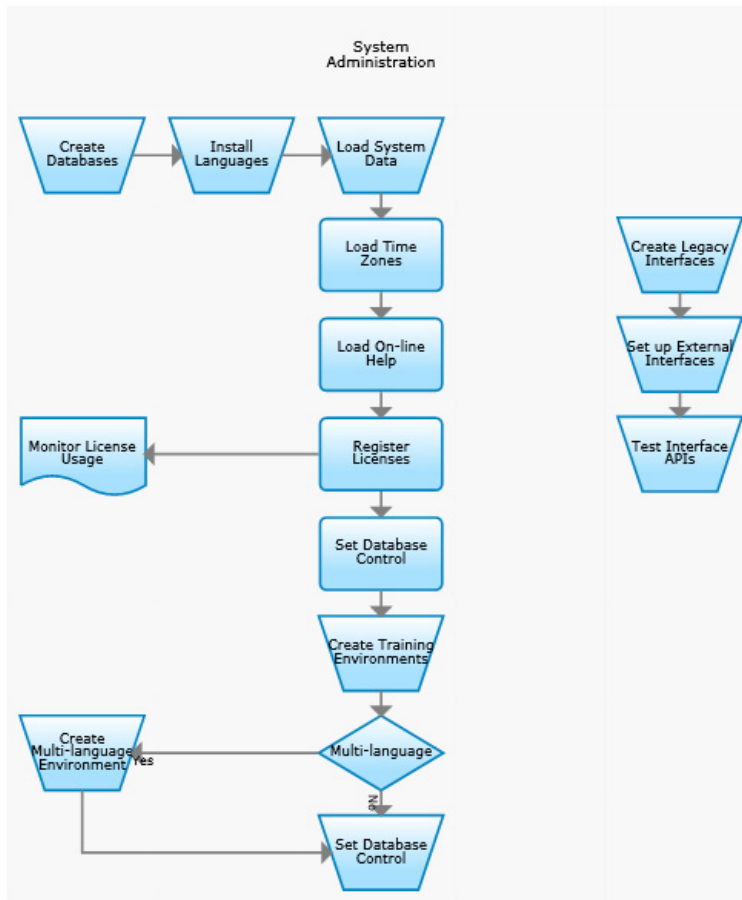 System
Administration
Create
Databases
Install
Languages
Load System
Data
Load Time
Zones
Create Legacy
Interfaces
Load On-line
Help
Set up External
Interfaces
Monitor License
Usage
Register
Licenses
Test Interface
APIs
Set Database
Control
Create Training
Environments
Create
Multi-language
Environment
Yes
Multi-language
No
Set Database
Control